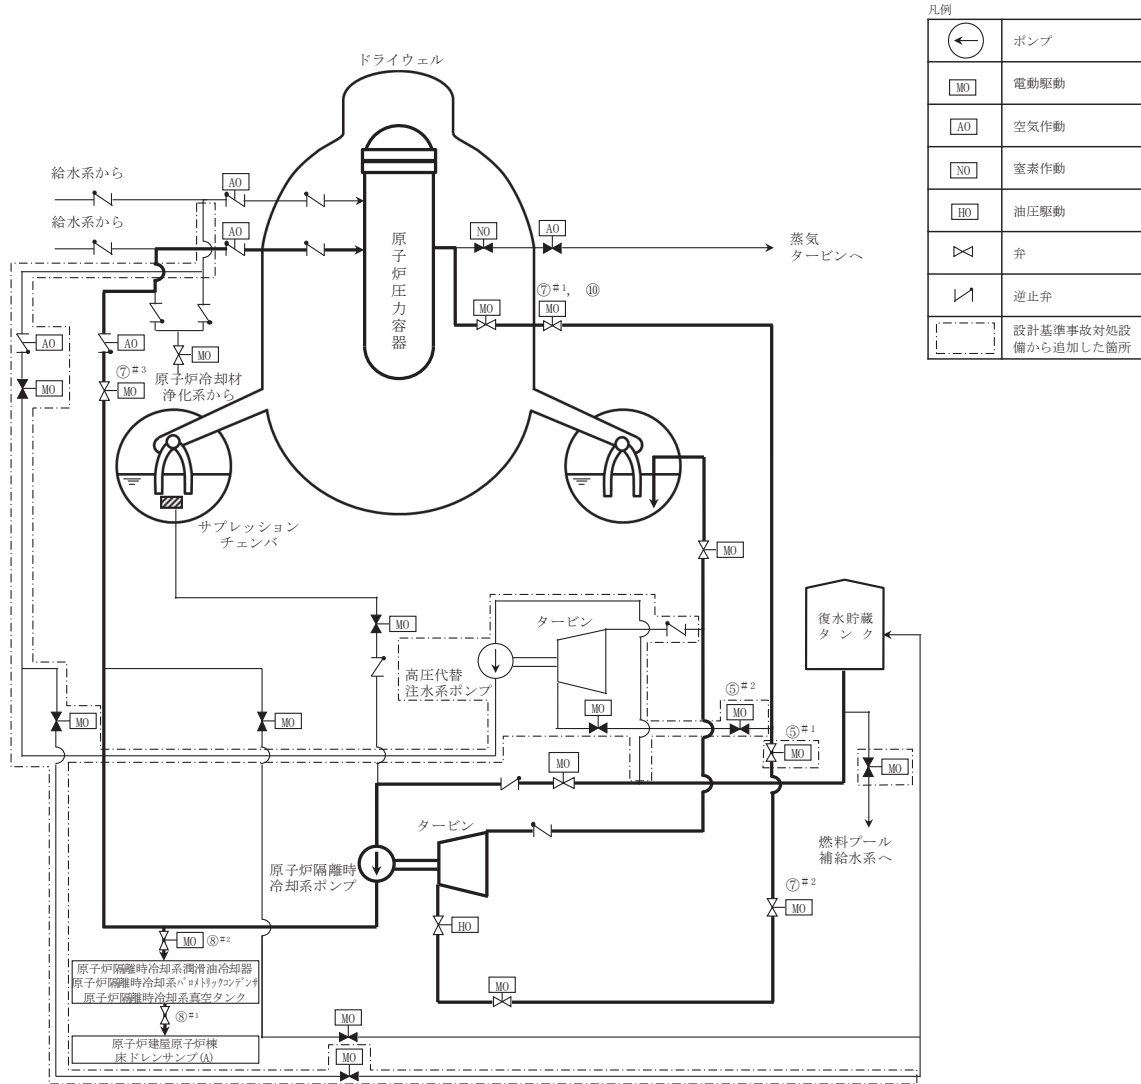 凡例
ポンプ
MO
電動駆動
AO
空気作動
NO
窒素作動
HO
油圧駆動
弁
逆止弁
設計基準事故対処設
備から追加した箇所
ドライウェル
給水系から
AO
給水系から
AO
原子炉圧力容器
NO
AO
蒸気
タービンへ
⑦#1, ⑩
MO
MO
AO
AO
MO
⑦#3
MO
MO
原子炉冷却材
浄化系から
サプレッション
チェンバ
MO
MO
タービン
復水貯蔵
タンク
高圧代替
注水系ポンプ
⑤#2
MO
MO
MO
MO
⑤#1
MO
MO
MO
タービン
燃料プール
補給水系へ
原子炉隔離時
冷却系ポンプ
⑦#2
MO
HO
MO
⑧#2
原子炉隔離時冷却系潤滑油冷却器
原子炉隔離時冷却系バロメトリックコンデンサ
原子炉隔離時冷却系真空タンク
MO
⑧#1
MO
原子炉建屋原子炉棟
床ドレンサンプ(A)
MO